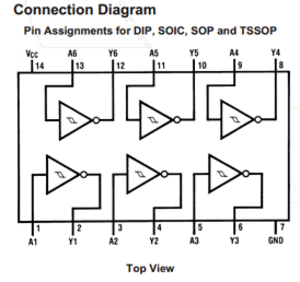 Connection Diagram
Pin Assignments for DIP, SOIC, SOP and TSSOP
Vcc A6 Y6 A5 Y5 A4 Y4
14 13 12 11 10 9 8
1 2 3 4 5 6 7
A1 Y1 A2 Y2 A3 Y3 GND
Top View